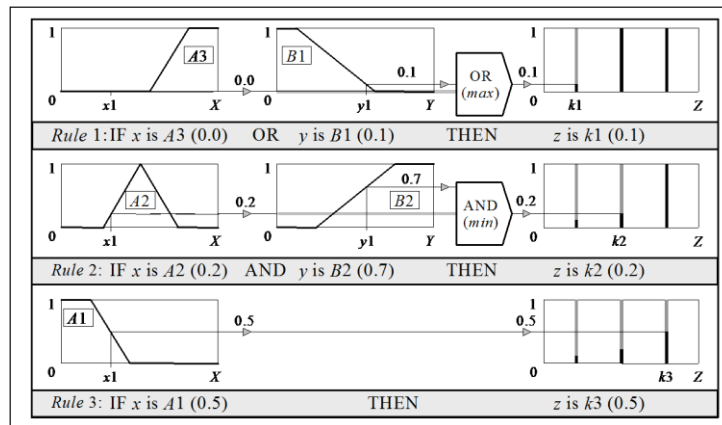 1 1 1
A3 B1 0.1 OR (max) 0.1
0.0
0 x1 X 0 y1 Y 0 k1 Z
Rule 1: IF x is A3 (0.0) OR y is B1 (0.1) THEN z is k1 (0.1)
1 1 1
A2 0.2 0.7 B2 AND (min) 0.2
0 x1 X 0 y1 Y 0 k2 Z
Rule 2: IF x is A2 (0.2) AND y is B2 (0.7) THEN z is k2 (0.2)
1 1
A1 0.5 0.5
0 x1 X 0 k3 Z
Rule 3: IF x is A1 (0.5) THEN z is k3 (0.5)